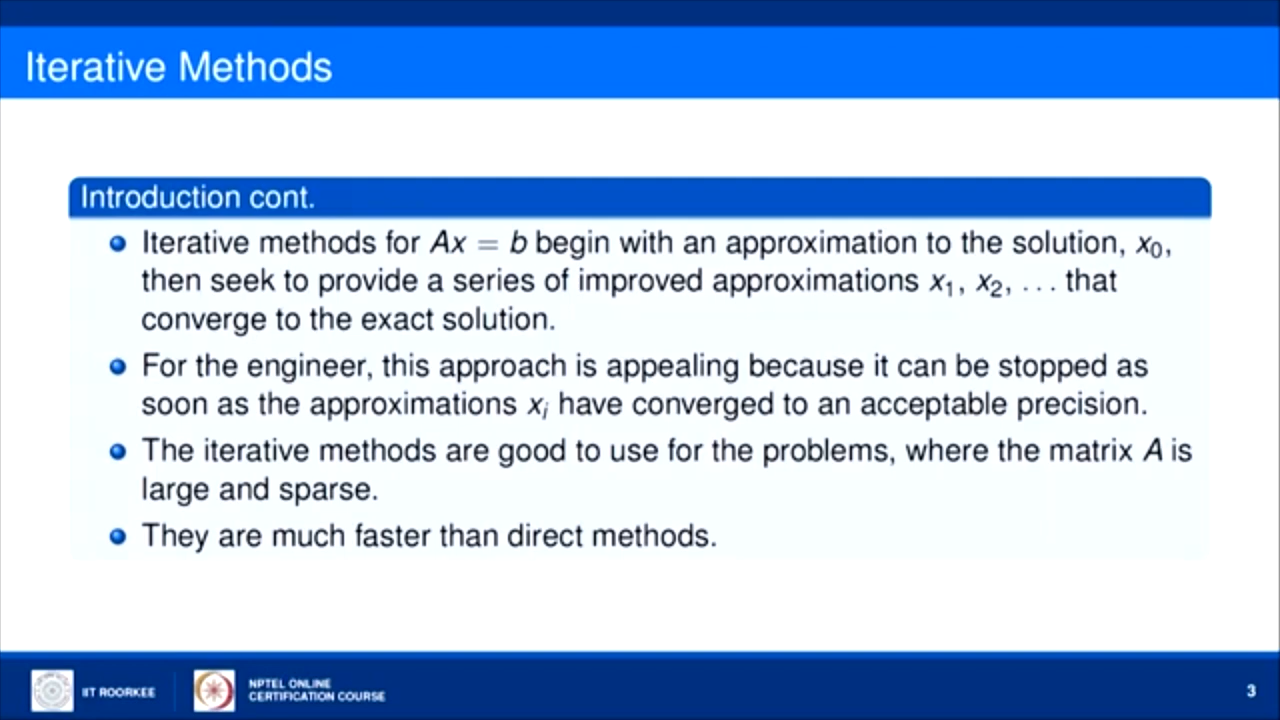 Iterative Methods
Introduction cont.
Iterative methods for Ax = b begin with an approximation to the solution, x₀,
then seek to provide a series of improved approximations x₁, x₂, ... that
converge to the exact solution.
For the engineer, this approach is appealing because it can be stopped as
soon as the approximations xᵢ have converged to an acceptable precision.
The iterative methods are good to use for the problems, where the matrix A is
large and sparse.
They are much faster than direct methods.
IIT ROORKEE
NPTEL ONLINE
CERTIFICATION COURSE
3